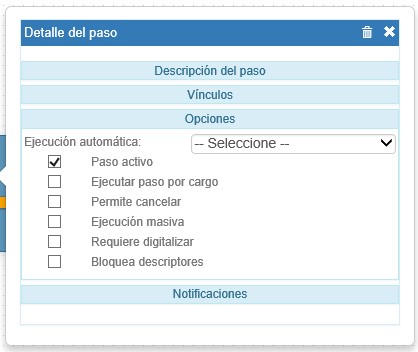 Detalle del paso
Descripción del paso
Vínculos
Opciones
Ejecución automática: -- Seleccione --
Paso activo
Ejecutar paso por cargo
Permite cancelar
Ejecución masiva
Requiere digitalizar
Bloquea descriptores
Notificaciones